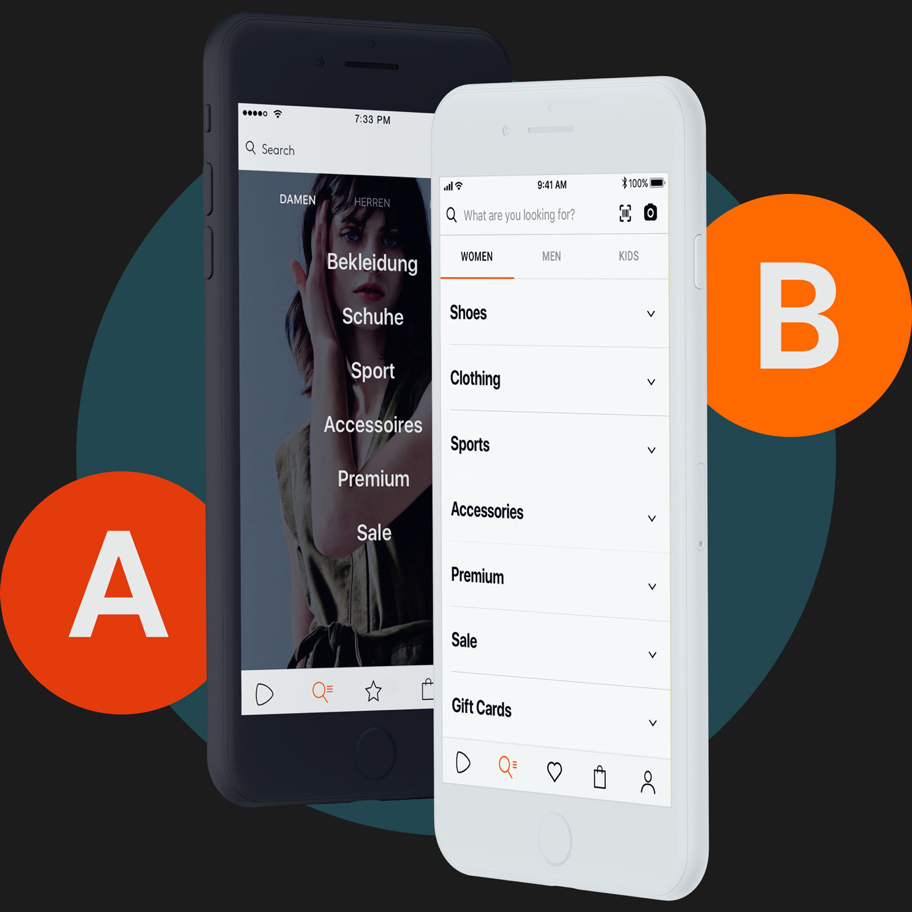 7:33 PM
Search
DAMEN HERREN
Bekleidung
Schuhe
Sport
Accessoires
Premium
Sale
A
9:41 AM 100%
What are you looking for?
WOMEN MEN KIDS
Shoes
Clothing
Sports
Accessories
Premium
Sale
Gift Cards
B